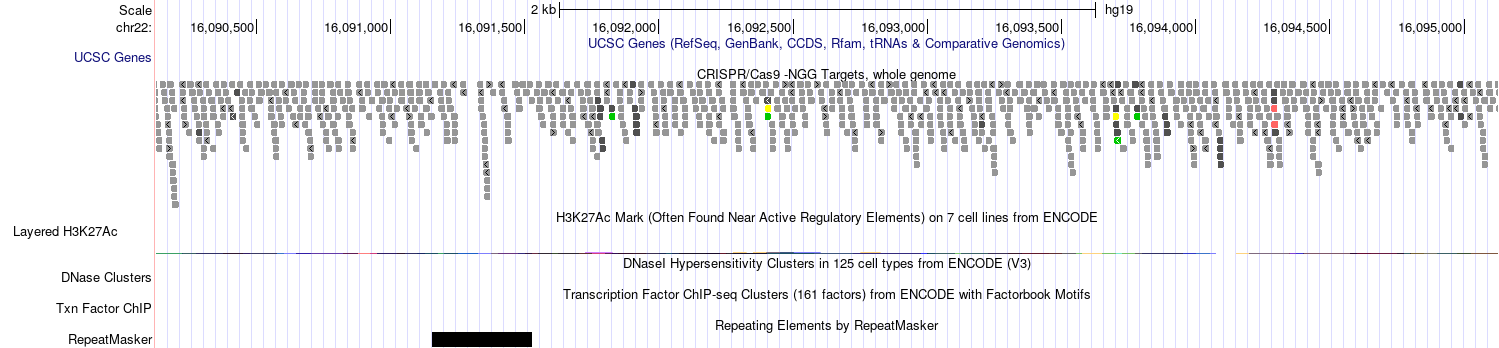 Scale 2 kb hg19
chr22: 16,090,500 16,091,000 16,091,500 16,092,000 16,092,500 16,093,000 16,093,500 16,094,000 16,094,500 16,095,000
UCSC Genes (RefSeq, GenBank, CCDS, Rfam, tRNAs & Comparative Genomics)
UCSC Genes
CRISPR/Cas9 -NGG Targets, whole genome
H3K27Ac Mark (Often Found Near Active Regulatory Elements) on 7 cell lines from ENCODE
Layered H3K27Ac
DNaseI Hypersensitivity Clusters in 125 cell types from ENCODE (V3)
DNase Clusters
Transcription Factor ChIP-seq Clusters (161 factors) from ENCODE with Factorbook Motifs
Txn Factor ChIP
Repeating Elements by RepeatMasker
RepeatMasker